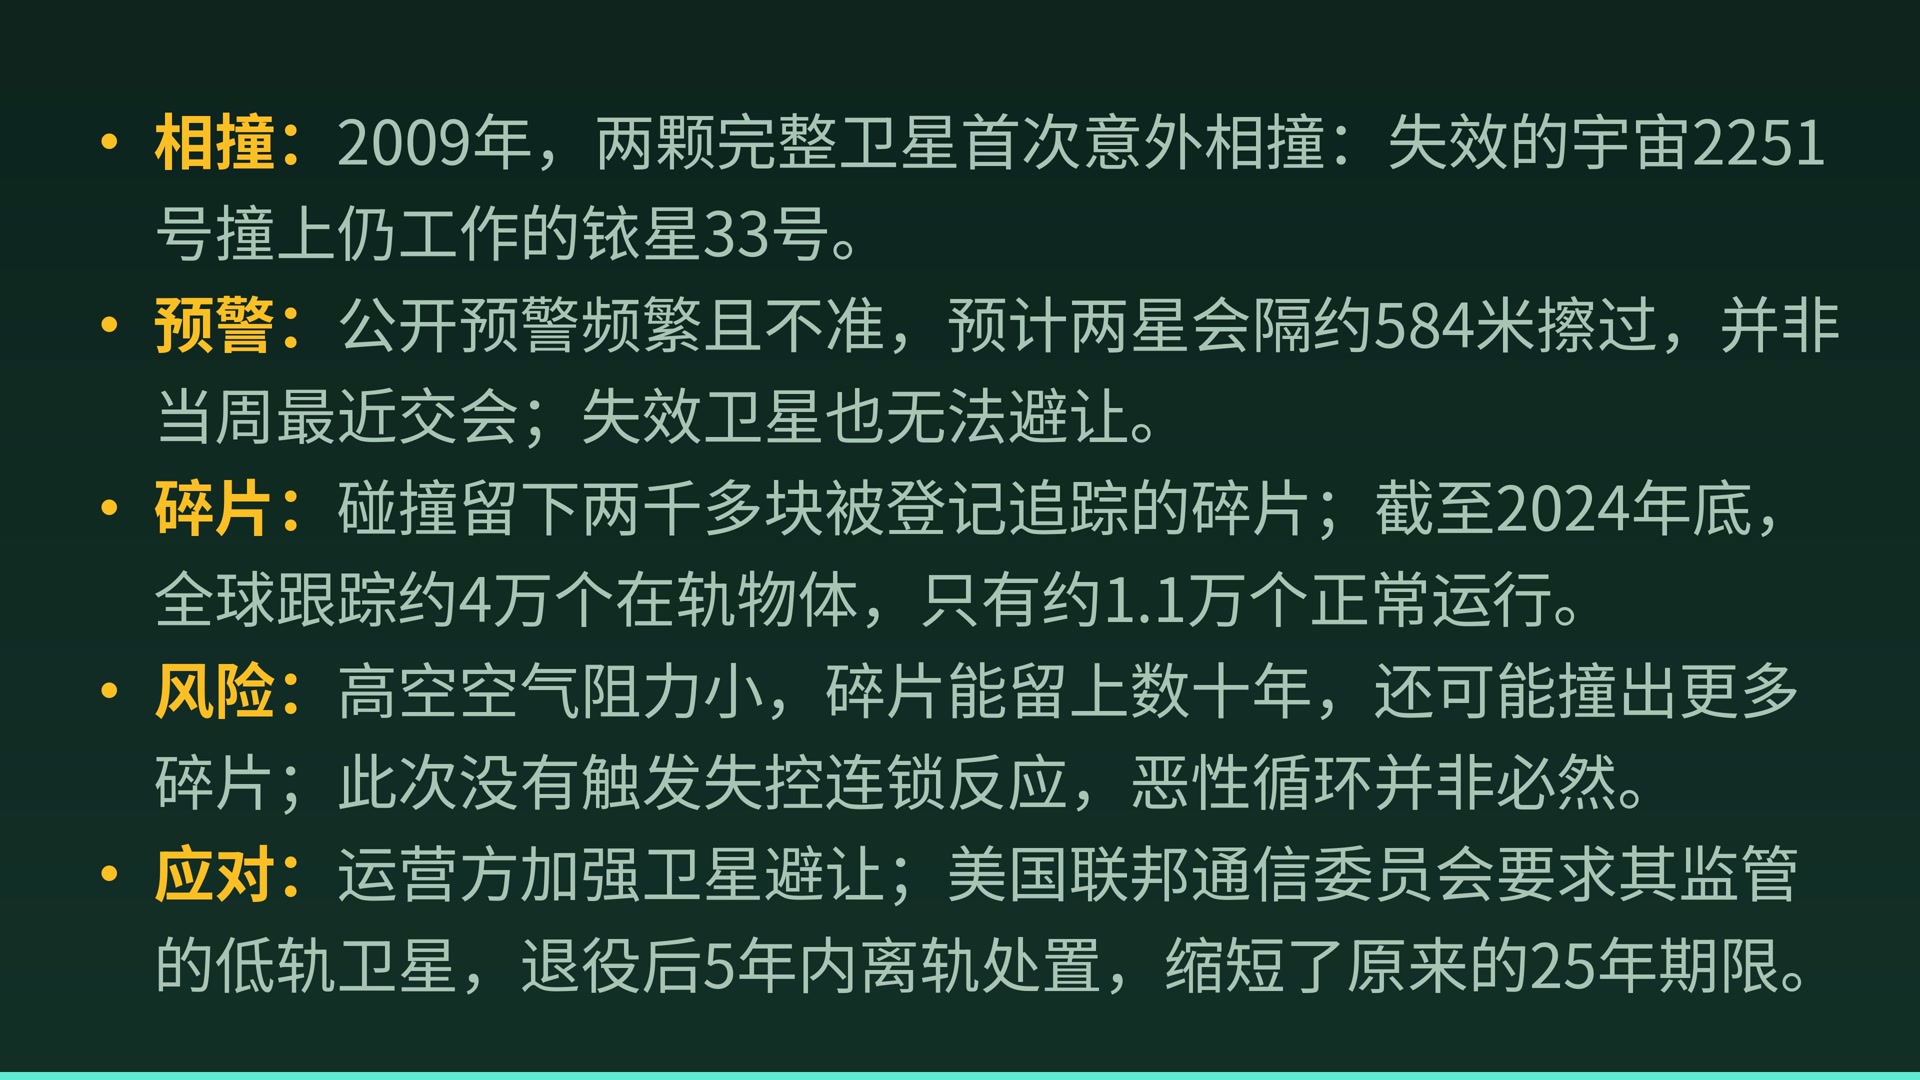 • 相撞：2009年，两颗完整卫星首次意外相撞：失效的宇宙2251
号撞上仍工作的铱星33号。
• 预警：公开预警频繁且不准，预计两星会隔约584米擦过，并非
当周最近交会；失效卫星也无法避让。
• 碎片：碰撞留下两千多块被登记追踪的碎片；截至2024年底，
全球跟踪约4万个在轨物体，只有约1.1万个正常运行。
• 风险：高空空气阻力小，碎片能留上数十年，还可能撞出更多
碎片；此次没有触发失控连锁反应，恶性循环并非必然。
• 应对：运营方加强卫星避让；美国联邦通信委员会要求其监管
的低轨卫星，退役后5年内离轨处置，缩短了原来的25年期限。